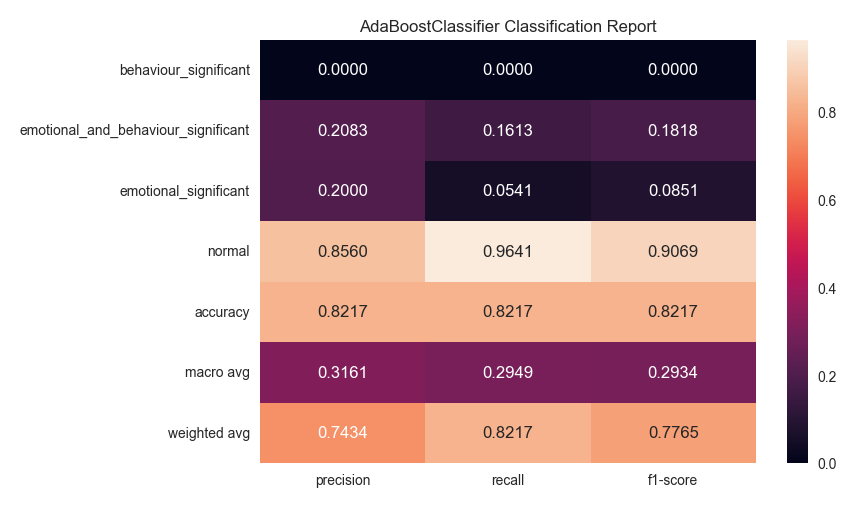 AdaBoostClassifier Classification Report
behaviour_significant 0.0000 0.0000 0.0000
emotional_and_behaviour_significant 0.2083 0.1613 0.1818
emotional_significant 0.2000 0.0541 0.0851
normal 0.8560 0.9641 0.9069
accuracy 0.8217 0.8217 0.8217
macro avg 0.3161 0.2949 0.2934
weighted avg 0.7434 0.8217 0.7765
precision recall f1-score
0.8
0.6
0.4
0.2
0.0